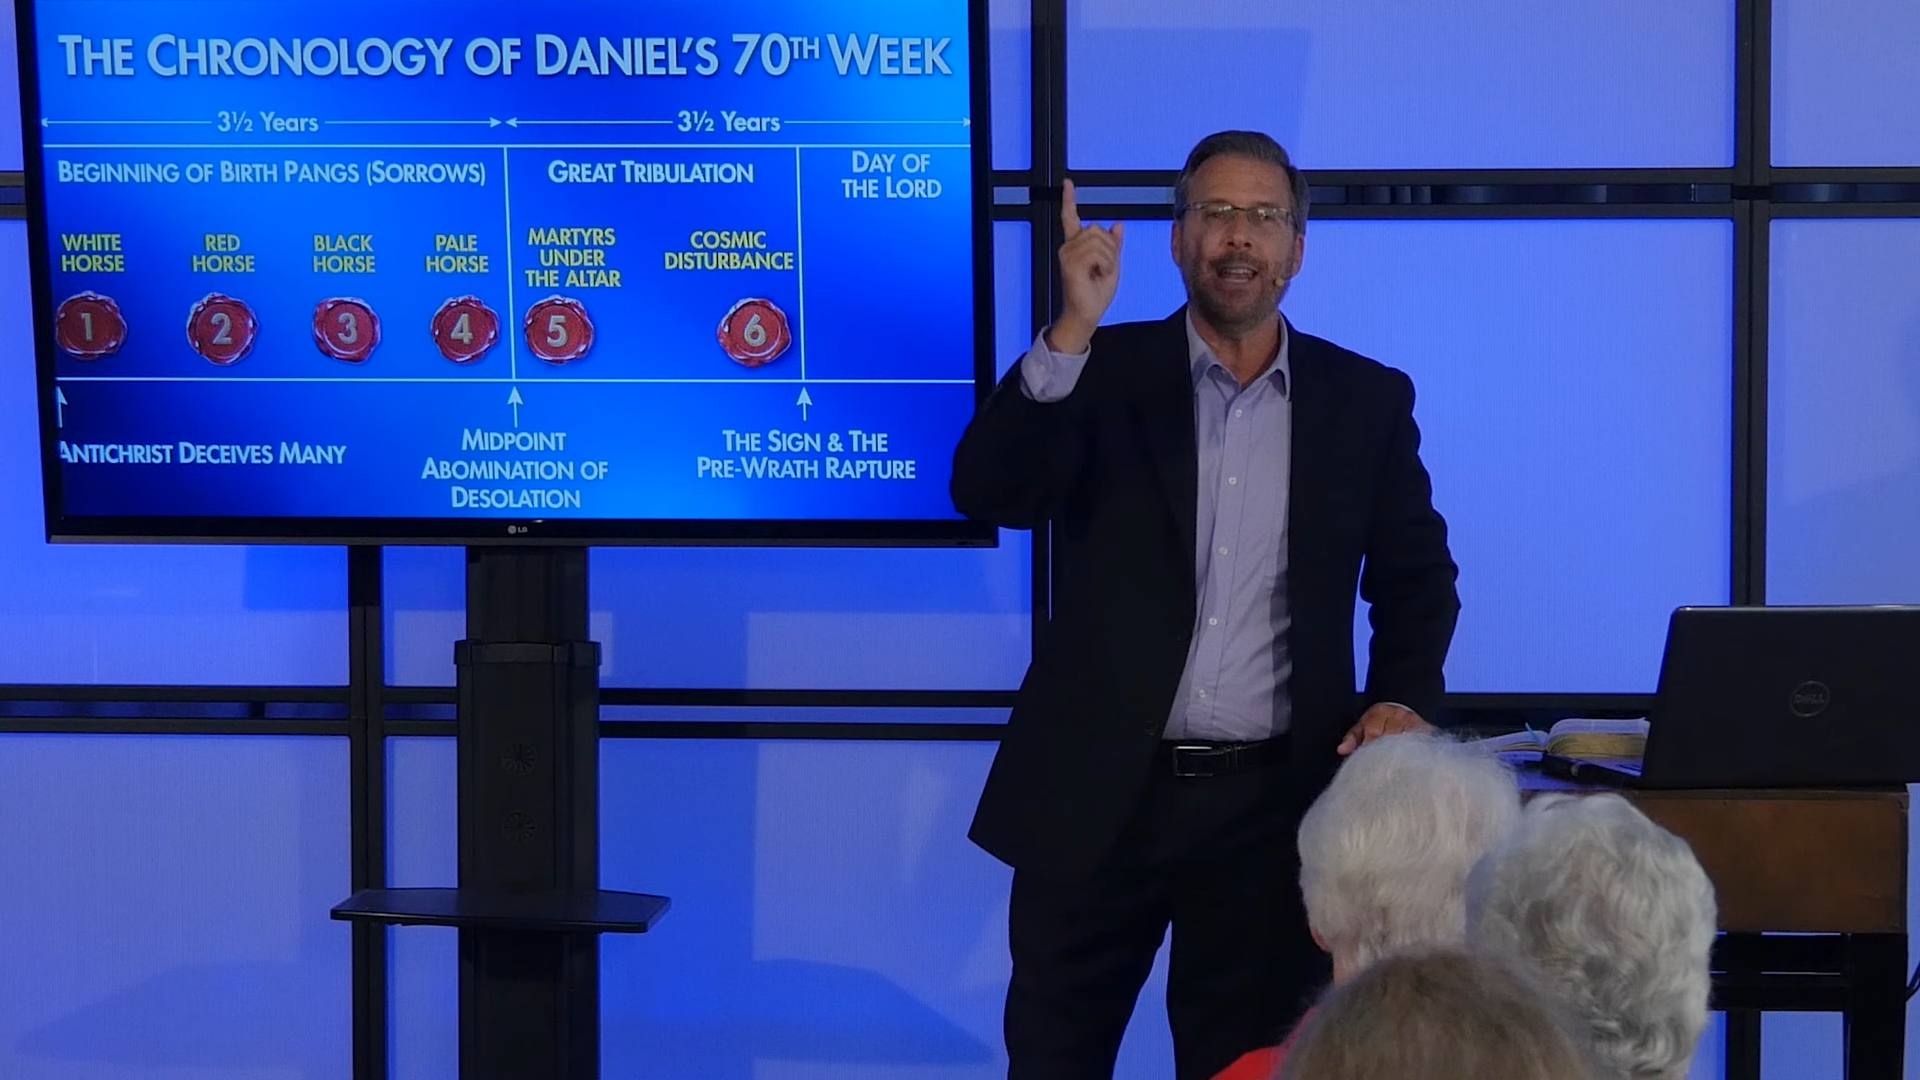 THE CHRONOLOGY OF DANIEL'S 70TH WEEK
3½ Years
3½ Years
BEGINNING OF BIRTH PANGS (SORROWS)
GREAT TRIBULATION
DAY OF
THE LORD
WHITE
HORSE
RED
HORSE
BLACK
HORSE
PALE
HORSE
MARTYRS
UNDER
THE ALTAR
COSMIC
DISTURBANCE
1
2
3
4
5
6
ANTICHRIST DECEIVES MANY
MIDPOINT
ABOMINATION OF
DESOLATION
THE SIGN & THE
PRE-WRATH RAPTURE
LG
DELL